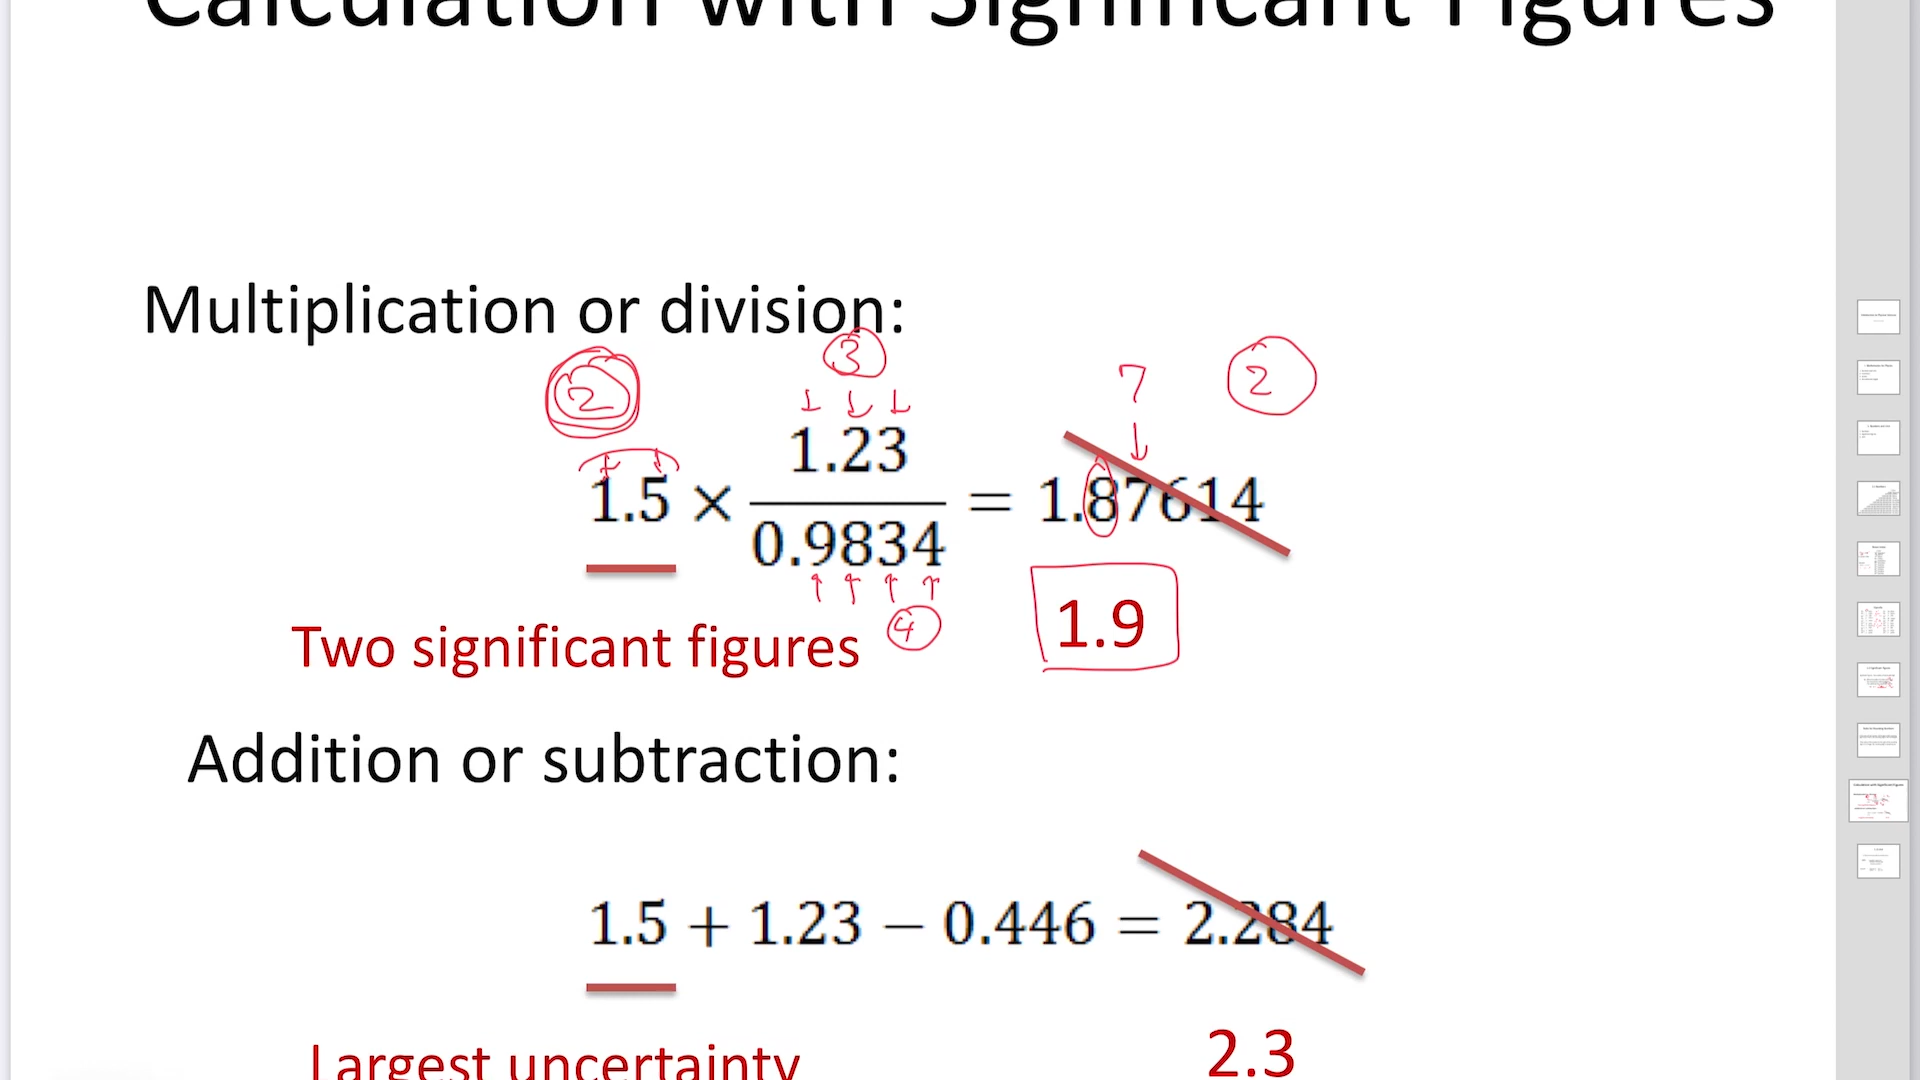 Calculation with Significant Figures
Multiplication or division:
2 3 7 2
1.5 × 1.23 / 0.9834 = 1.87614
4
Two significant figures
1.9
Addition or subtraction:
1.5 + 1.23 − 0.446 = 2.284
Largest uncertainty
2.3